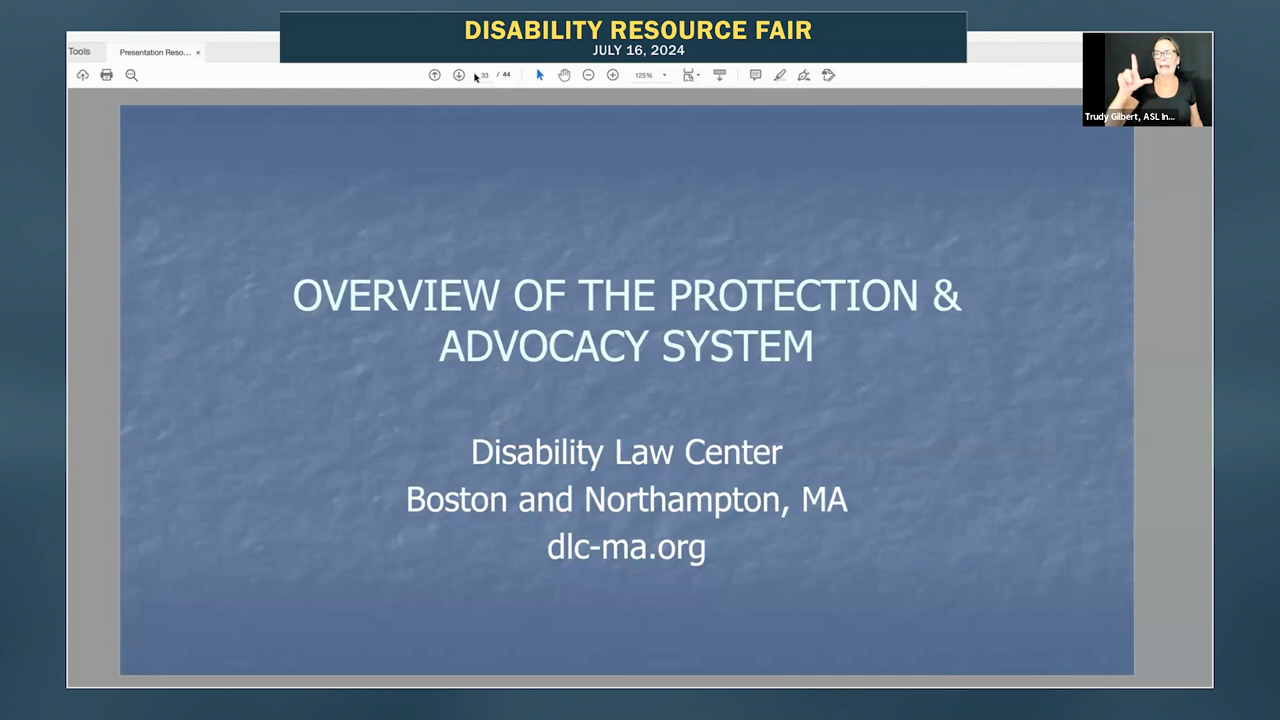 DISABILITY RESOURCE FAIR
JULY 16, 2024
Tools
Presentation Reso... ×
33 / 44
125%
Trudy Gilbert, ASL In...
OVERVIEW OF THE PROTECTION &
ADVOCACY SYSTEM
Disability Law Center
Boston and Northampton, MA
dlc-ma.org